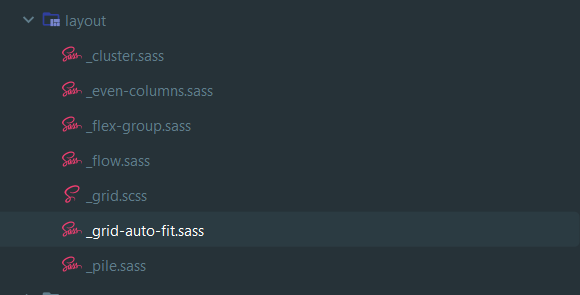 layout
_cluster.sass
_even-columns.sass
_flex-group.sass
_flow.sass
_grid.scss
_grid-auto-fit.sass
_pile.sass